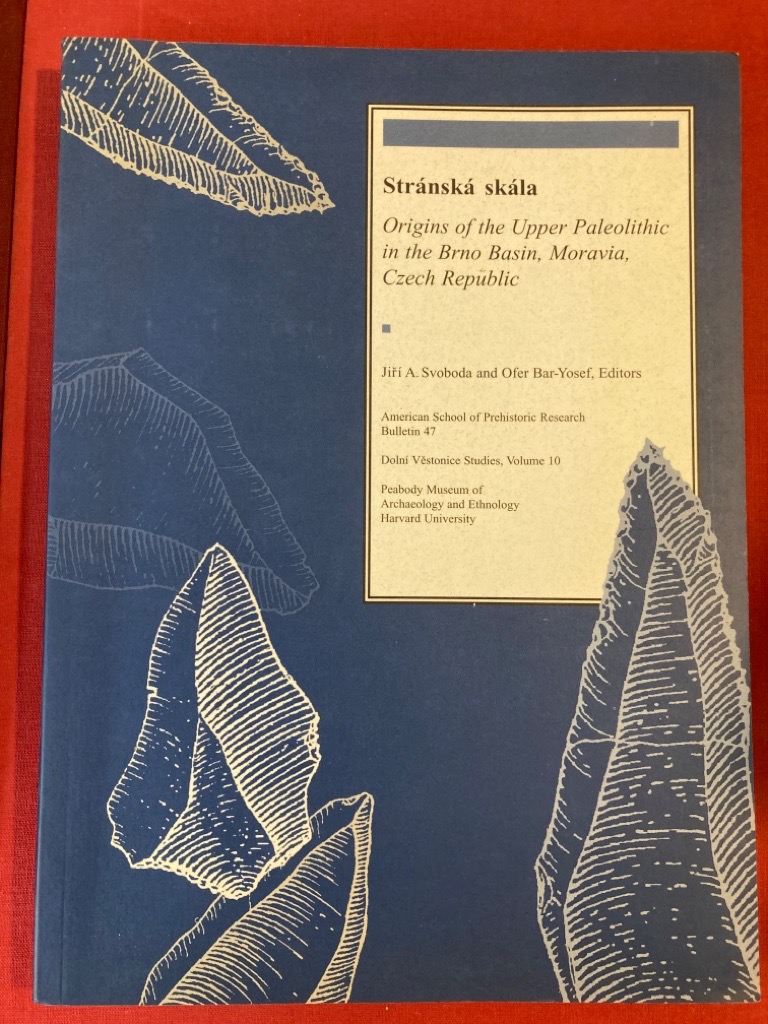 Stránská skála
Origins of the Upper Paleolithic
in the Brno Basin, Moravia,
Czech Republic
Jiří A. Svoboda and Ofer Bar-Yosef, Editors
American School of Prehistoric Research
Bulletin 47
Dolní Věstonice Studies, Volume 10
Peabody Museum of
Archaeology and Ethnology
Harvard University